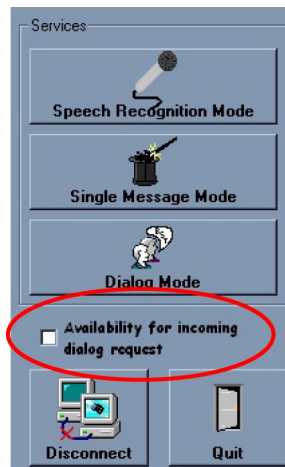 Services
Speech Recognition Mode
Single Message Mode
Dialog Mode
Availability for incoming
dialog request
Disconnect
Quit